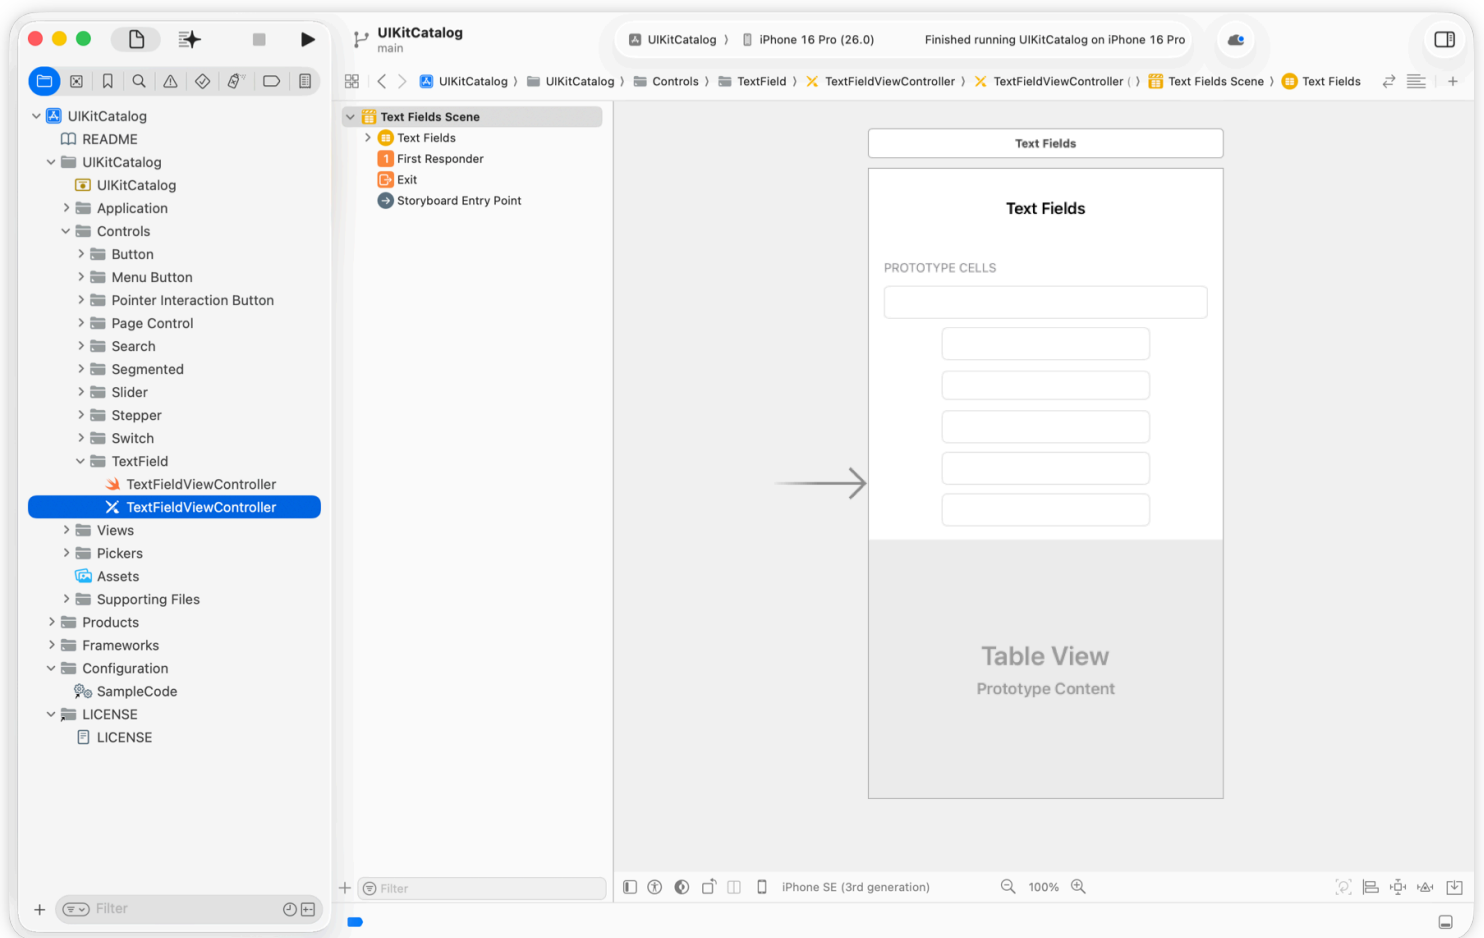 UIKitCatalog
main
UIKitCatalog
iPhone 16 Pro (26.0)
Finished running UIKitCatalog on iPhone 16 Pro
UIKitCatalog
UIKitCatalog
Controls
TextField
TextFieldViewController
TextFieldViewController (
)
Text Fields Scene
Text Fields
UIKitCatalog
README
UIKitCatalog
UIKitCatalog
Application
Controls
Button
Menu Button
Pointer Interaction Button
Page Control
Search
Segmented
Slider
Stepper
Switch
TextField
TextFieldViewController
TextFieldViewController
Views
Pickers
Assets
Supporting Files
Products
Frameworks
Configuration
SampleCode
LICENSE
LICENSE
Filter
Text Fields Scene
Text Fields
1
First Responder
Exit
Storyboard Entry Point
Filter
Text Fields
Text Fields
PROTOTYPE CELLS
Table View
Prototype Content
iPhone SE (3rd generation)
100%